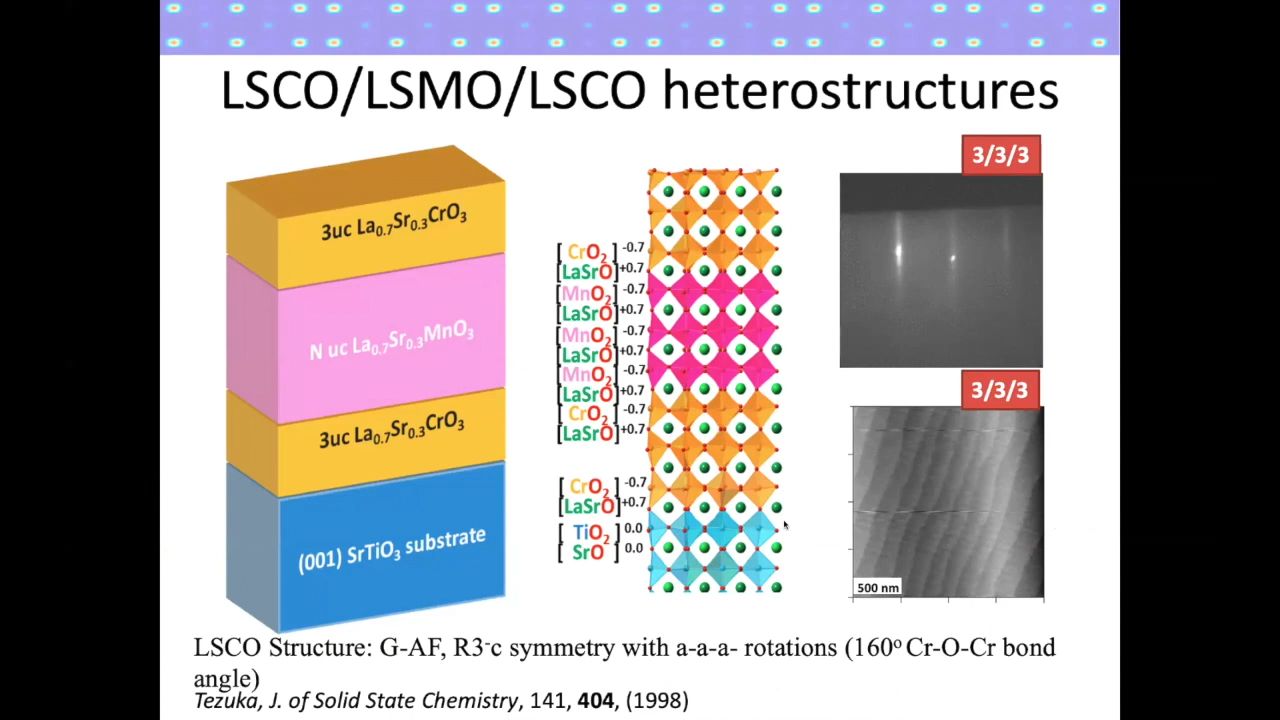 LSCO/LSMO/LSCO heterostructures
3uc La0.7Sr0.3CrO3
N uc La0.7Sr0.3MnO3
3uc La0.7Sr0.3CrO3
(001) SrTiO3 substrate
[CrO2] -0.7
[LaSrO] +0.7
[MnO2] -0.7
[LaSrO] +0.7
[MnO2] -0.7
[LaSrO] +0.7
[MnO2] -0.7
[LaSrO] +0.7
[CrO2] -0.7
[LaSrO] +0.7
[CrO2] -0.7
[LaSrO] +0.7
[TiO2] 0.0
[SrO] 0.0
3/3/3
3/3/3
500 nm
LSCO Structure: G-AF, R3-c symmetry with a-a-a- rotations (160o Cr-O-Cr bond
angle)
Tezuka, J. of Solid State Chemistry, 141, 404, (1998)